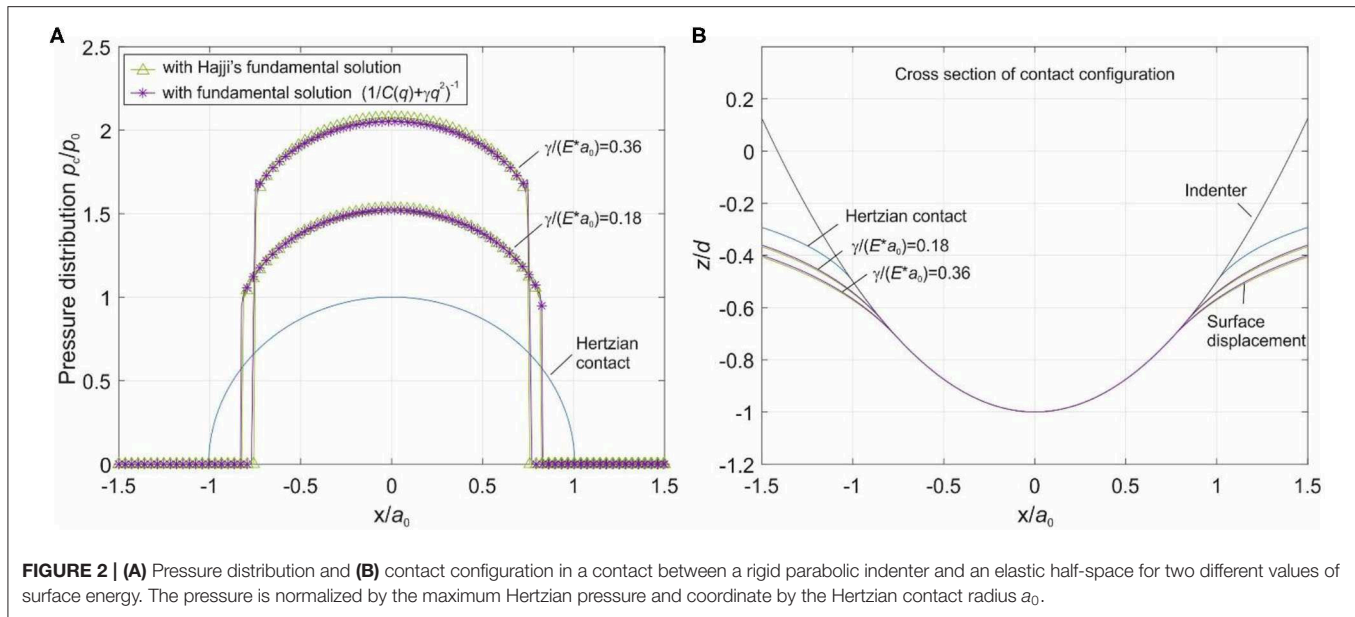 A
2.5
2
1.5
1
0.5
0
with Hajji's fundamental solution
with fundamental solution (1/C(q)+γq²)⁻¹
γ/(E*a₀)=0.36
γ/(E*a₀)=0.18
Hertzian
contact
Pressure distribution p_c/p₀
-1.5 -1 -0.5 0 0.5 1 1.5
x/a₀
B
0.2
0
-0.2
-0.4
-0.6
-0.8
-1
-1.2
Cross section of contact configuration
Indenter
Hertzian contact
γ/(E*a₀)=0.18
γ/(E*a₀)=0.36
Surface
displacement
z/d
-1.5 -1 -0.5 0 0.5 1 1.5
x/a₀
FIGURE 2 | (A) Pressure distribution and (B) contact configuration in a contact between a rigid parabolic indenter and an elastic half-space for two different values of
surface energy. The pressure is normalized by the maximum Hertzian pressure and coordinate by the Hertzian contact radius a₀.